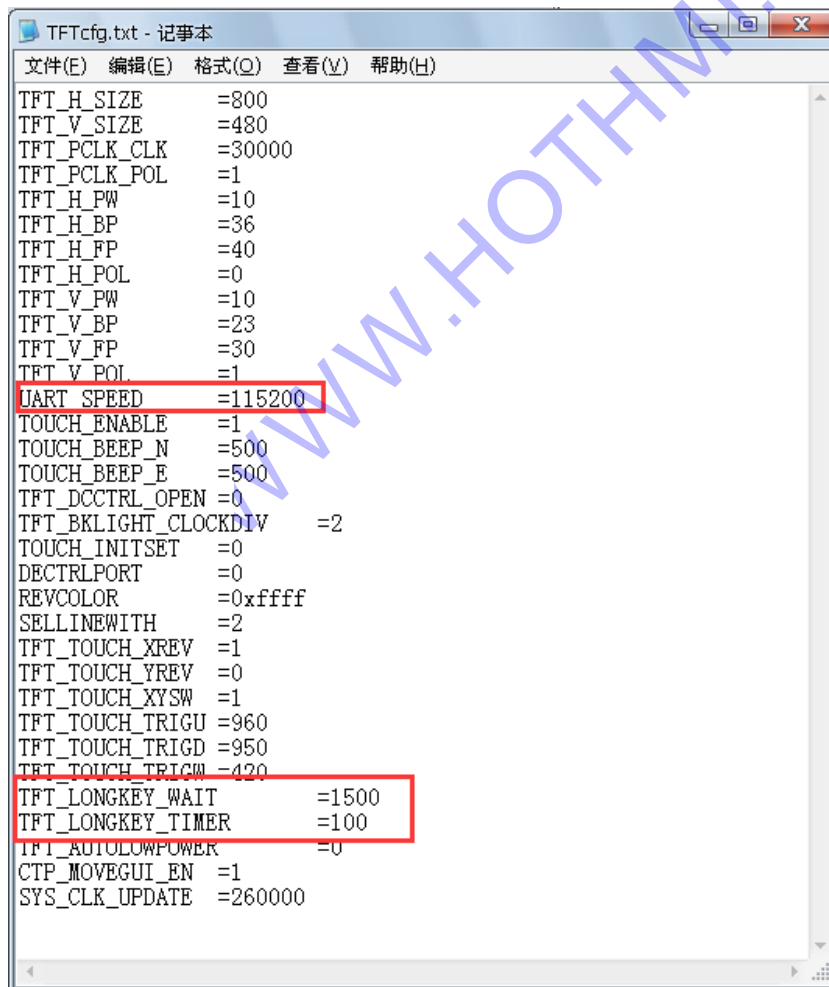 TFTcfg.txt - 记事本
文件(F) 编辑(E) 格式(O) 查看(V) 帮助(H)
TFT_H_SIZE =800
TFT_V_SIZE =480
TFT_PCLK_CLK =30000
TFT_PCLK_POL =1
TFT_H_PW =10
TFT_H_BP =36
TFT_H_FP =40
TFT_H_POL =0
TFT_V_PW =10
TFT_V_BP =23
TFT_V_FP =30
TFT_V_POL =1
UART_SPEED =115200
TOUCH_ENABLE =1
TOUCH_BEEP_N =500
TOUCH_BEEP_E =500
TFT_DCCTRL_OPEN =0
TFT_BKLIGHT_CLOCKDIV =2
TOUCH_INITSET =0
DECTRLPORT =0
REVCOLOR =0xffff
SELLINEWITH =2
TFT_TOUCH_XREV =1
TFT_TOUCH_YREV =0
TFT_TOUCH_XYSW =1
TFT_TOUCH_TRIGU =960
TFT_TOUCH_TRIGD =950
TFT_TOUCH_TRIGW =420
TFT_LONGKEY_WAIT =1500
TFT_LONGKEY_TIMER =100
TFT_AUTOLOWPOWER =0
CTP_MOVEGUI_EN =1
SYS_CLK_UPDATE =260000
WWW.HOTHMI.